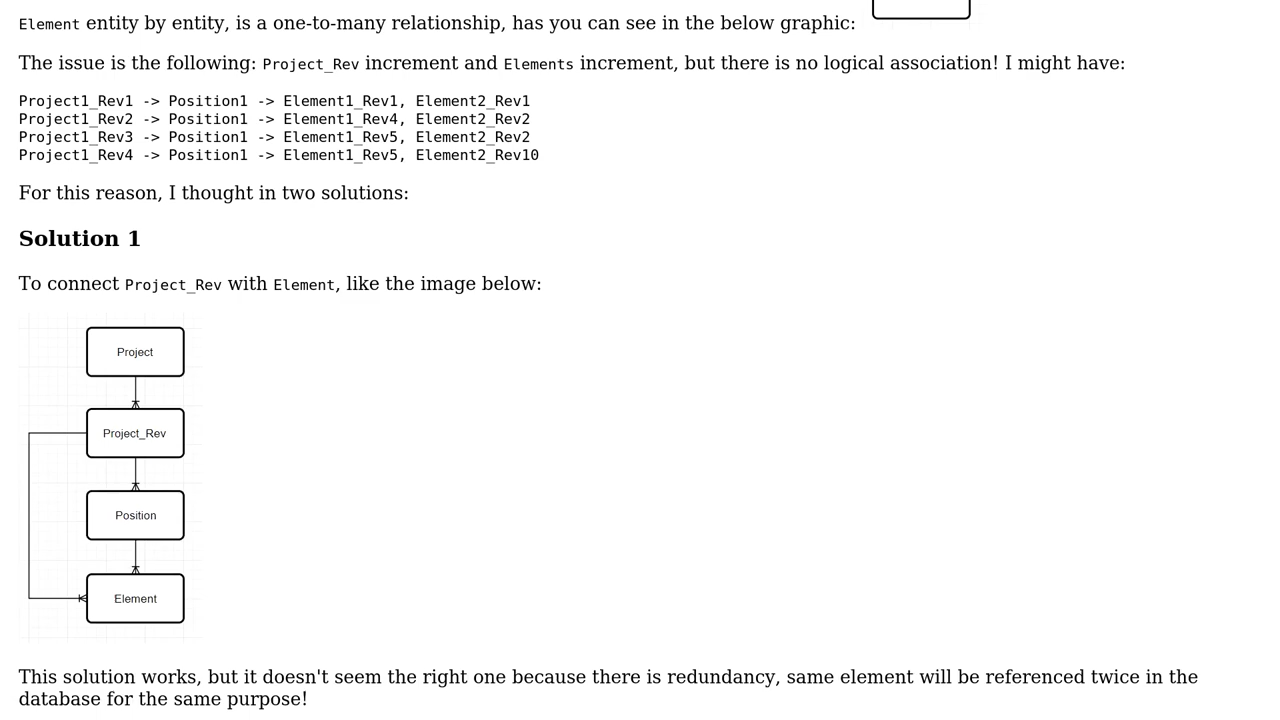 Element entity by entity, is a one-to-many relationship, has you can see in the below graphic:
The issue is the following: Project_Rev increment and Elements increment, but there is no logical association! I might have:
Project1_Rev1 -> Position1 -> Element1_Rev1, Element2_Rev1
Project1_Rev2 -> Position1 -> Element1_Rev4, Element2_Rev2
Project1_Rev3 -> Position1 -> Element1_Rev5, Element2_Rev2
Project1_Rev4 -> Position1 -> Element1_Rev5, Element2_Rev10
For this reason, I thought in two solutions:
Solution 1
To connect Project_Rev with Element, like the image below:
Project
Project_Rev
Position
Element
This solution works, but it doesn't seem the right one because there is redundancy, same element will be referenced twice in the
database for the same purpose!